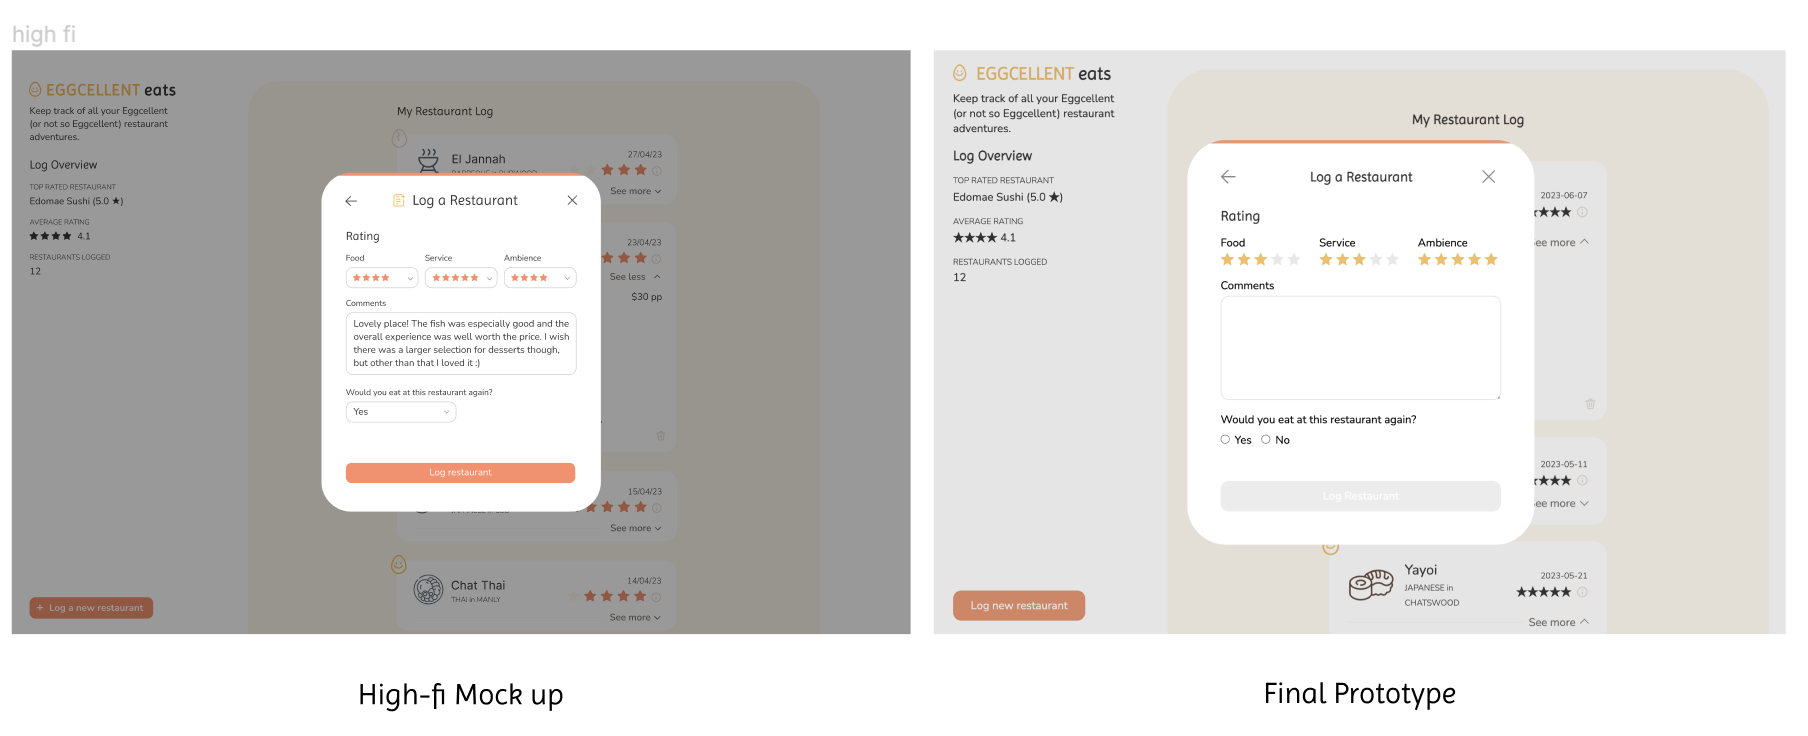 high fi
EGGCELLENT eats
Keep track of all your Eggcellent
(or not so Eggcellent) restaurant
adventures.
Log Overview
TOP RATED RESTAURANT
Edomae Sushi (5.0 ★)
AVERAGE RATING
★★★★ 4.1
RESTAURANTS LOGGED
12
+ Log a new restaurant
My Restaurant Log
El Jannah
27/04/23
See more
23/04/23
See less
$30 pp
15/04/23
See more
Chat Thai
THAI in MANLY
14/04/23
See more
Log a Restaurant
Rating
Food Service Ambience
Comments
Lovely place! The fish was especially good and the
overall experience was well worth the price. I wish
there was a larger selection for desserts though,
but other than that I loved it :)
Would you eat at this restaurant again?
Yes
Log restaurant
High-fi Mock up
EGGCELLENT eats
Keep track of all your Eggcellent
(or not so Eggcellent) restaurant
adventures.
Log Overview
TOP RATED RESTAURANT
Edomae Sushi (5.0 ★)
AVERAGE RATING
★★★★ 4.1
RESTAURANTS LOGGED
12
Log new restaurant
My Restaurant Log
2023-06-07
ee more
2023-05-11
ee more
Yayoi
JAPANESE in
CHATSWOOD
2023-05-21
See more
Log a Restaurant
Rating
Food Service Ambience
Comments
Would you eat at this restaurant again?
Yes No
Log Restaurant
Final Prototype